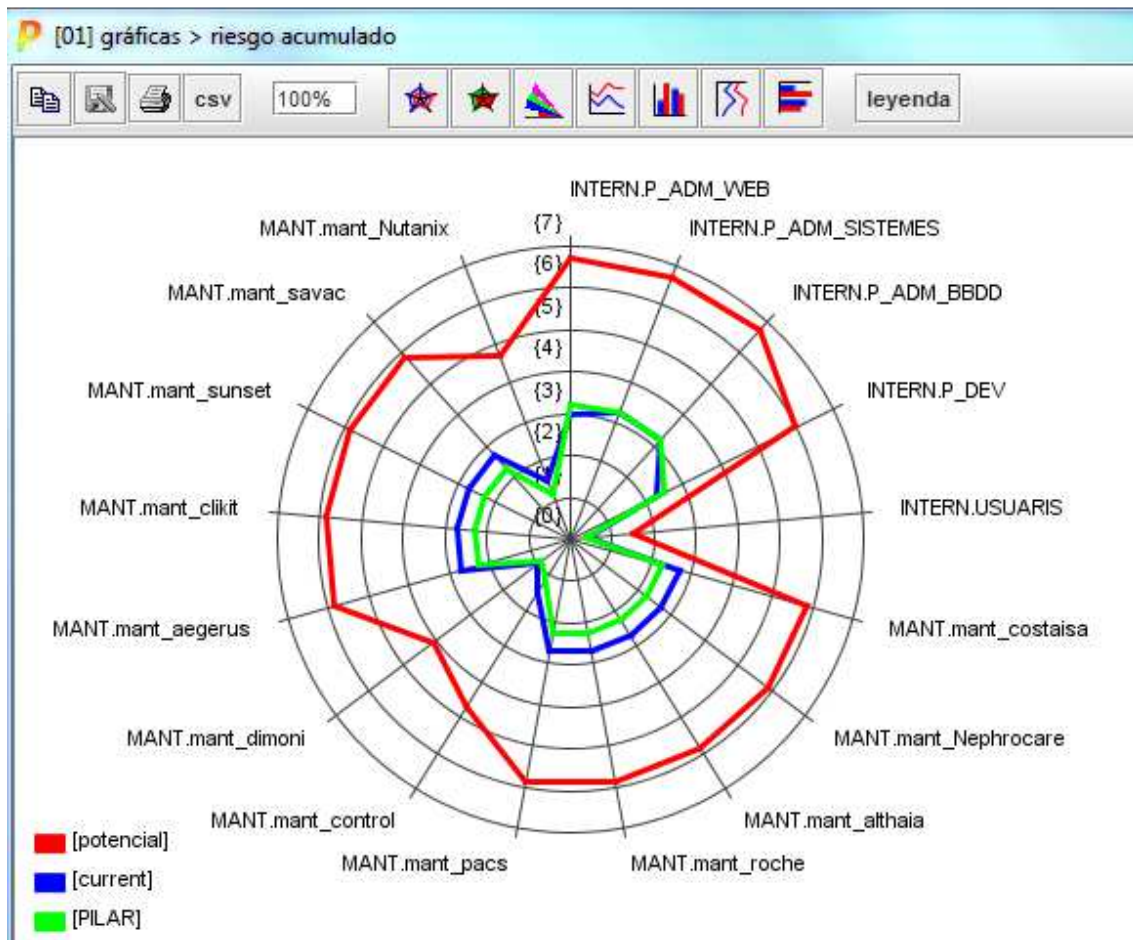 [01] gráficas > riesgo acumulado
csv
100%
leyenda
INTERN.P_ADM_WEB
MANT.mant_Nutanix
{7}
INTERN.P_ADM_SISTEMES
{6}
MANT.mant_savac
INTERN.P_ADM_BBDD
{5}
{4}
MANT.mant_sunset
{3}
INTERN.P_DEV
{2}
MANT.mant_clikit
INTERN.USUARIS
{0}
MANT.mant_aegerus
MANT.mant_costaisa
MANT.mant_dimoni
MANT.mant_Nephrocare
MANT.mant_control
MANT.mant_althaia
MANT.mant_pacs
MANT.mant_roche
[potencial]
[current]
[PILAR]